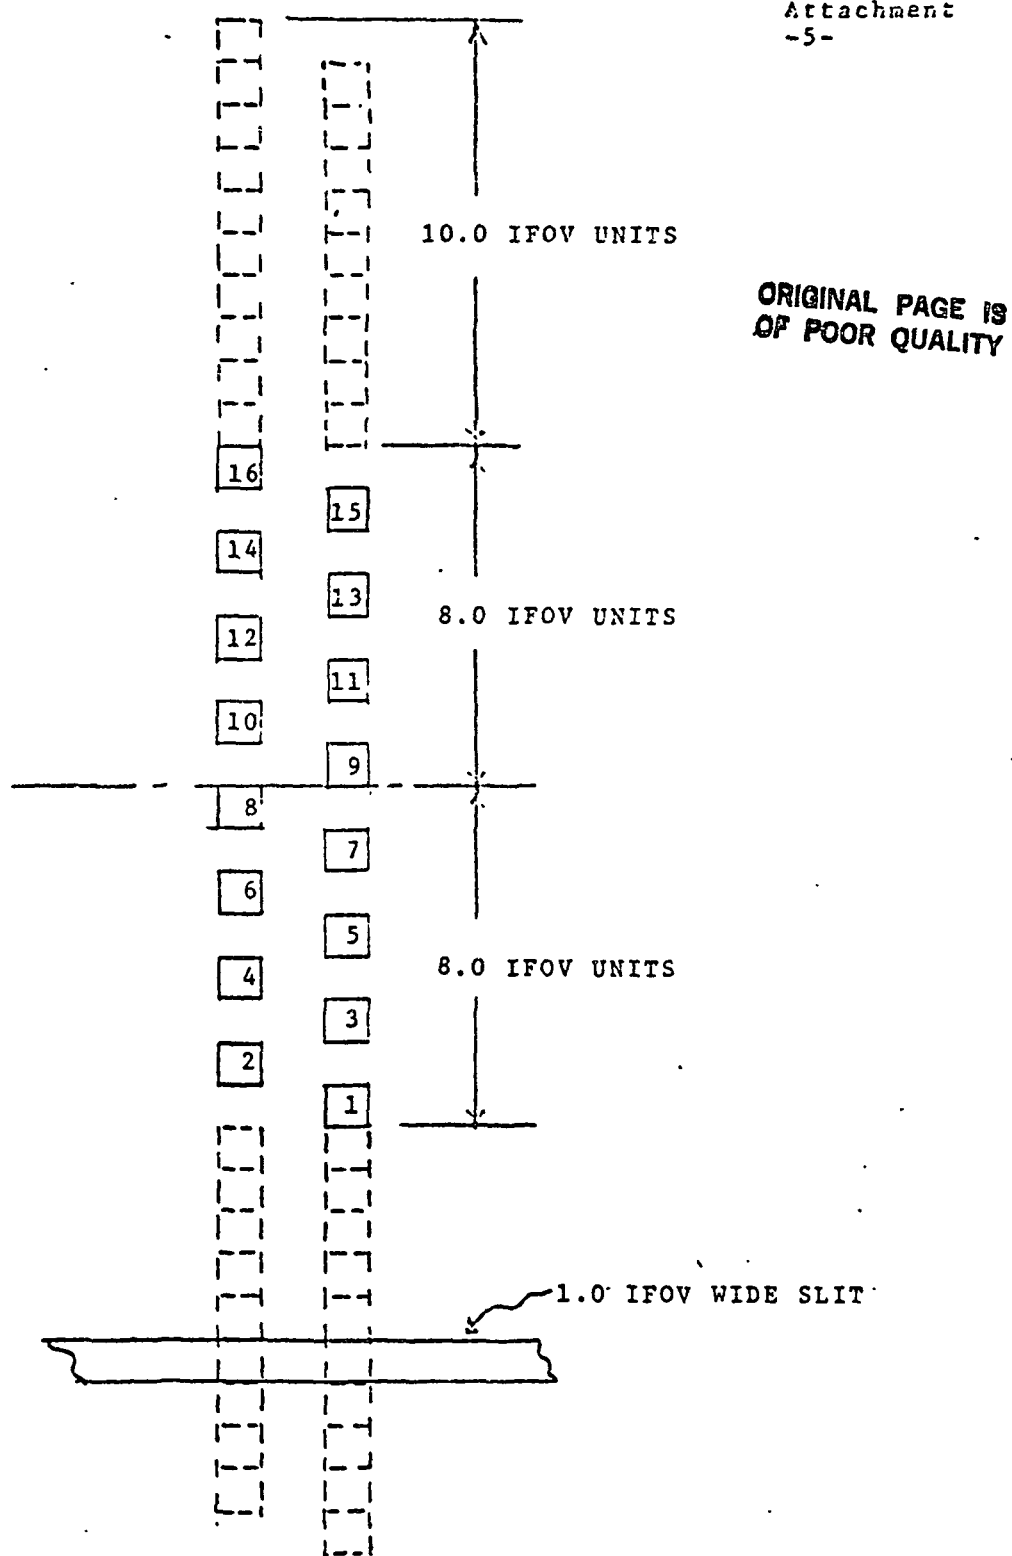 Attachment
-5-
10.0 IFOV UNITS
ORIGINAL PAGE IS
OF POOR QUALITY
16
15
14
13
8.0 IFOV UNITS
12
11
10
9
8
7
6
5
8.0 IFOV UNITS
4
3
2
1
1.0 IFOV WIDE SLIT